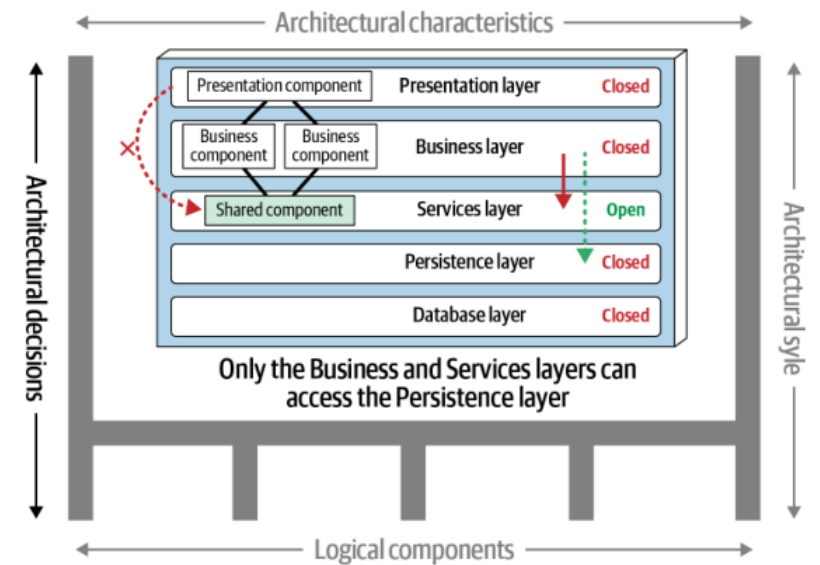 Architectural characteristics
Presentation component
Presentation layer
Closed
Business
component
Business
component
Business layer
Closed
Shared component
Services layer
Open
Persistence layer
Closed
Database layer
Closed
Only the Business and Services layers can
access the Persistence layer
Architectural decisions
Architectural syle
Logical components